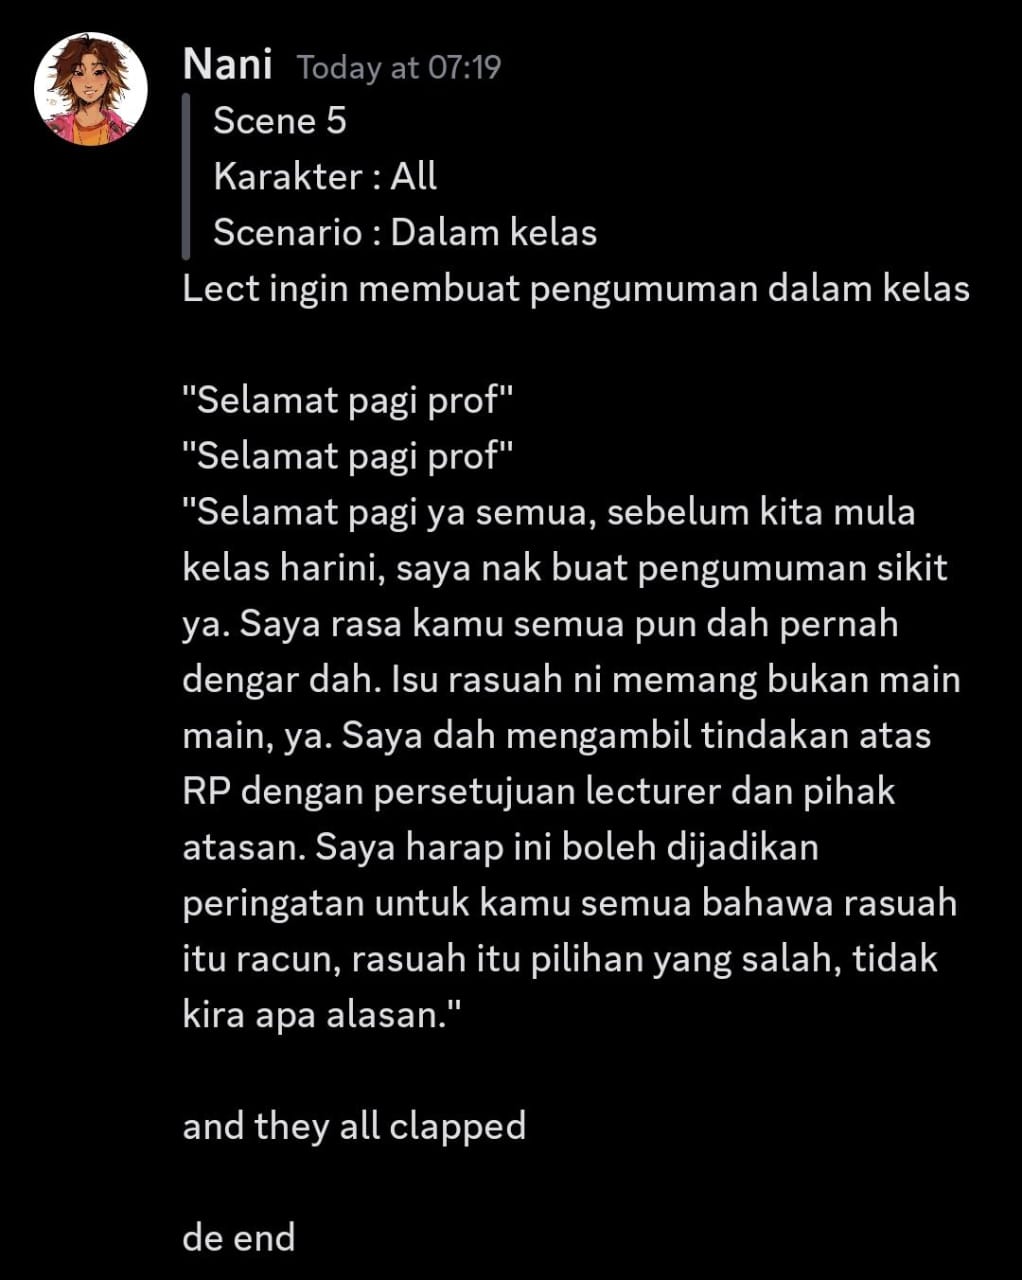 Nani Today at 07:19
Scene 5
Karakter : All
Scenario : Dalam kelas
Lect ingin membuat pengumuman dalam kelas
"Selamat pagi prof"
"Selamat pagi prof"
"Selamat pagi ya semua, sebelum kita mula
kelas harini, saya nak buat pengumuman sikit
ya. Saya rasa kamu semua pun dah pernah
dengar dah. Isu rasuah ni memang bukan main
main, ya. Saya dah mengambil tindakan atas
RP dengan persetujuan lecturer dan pihak
atasan. Saya harap ini boleh dijadikan
peringatan untuk kamu semua bahawa rasuah
itu racun, rasuah itu pilihan yang salah, tidak
kira apa alasan."
and they all clapped
de end